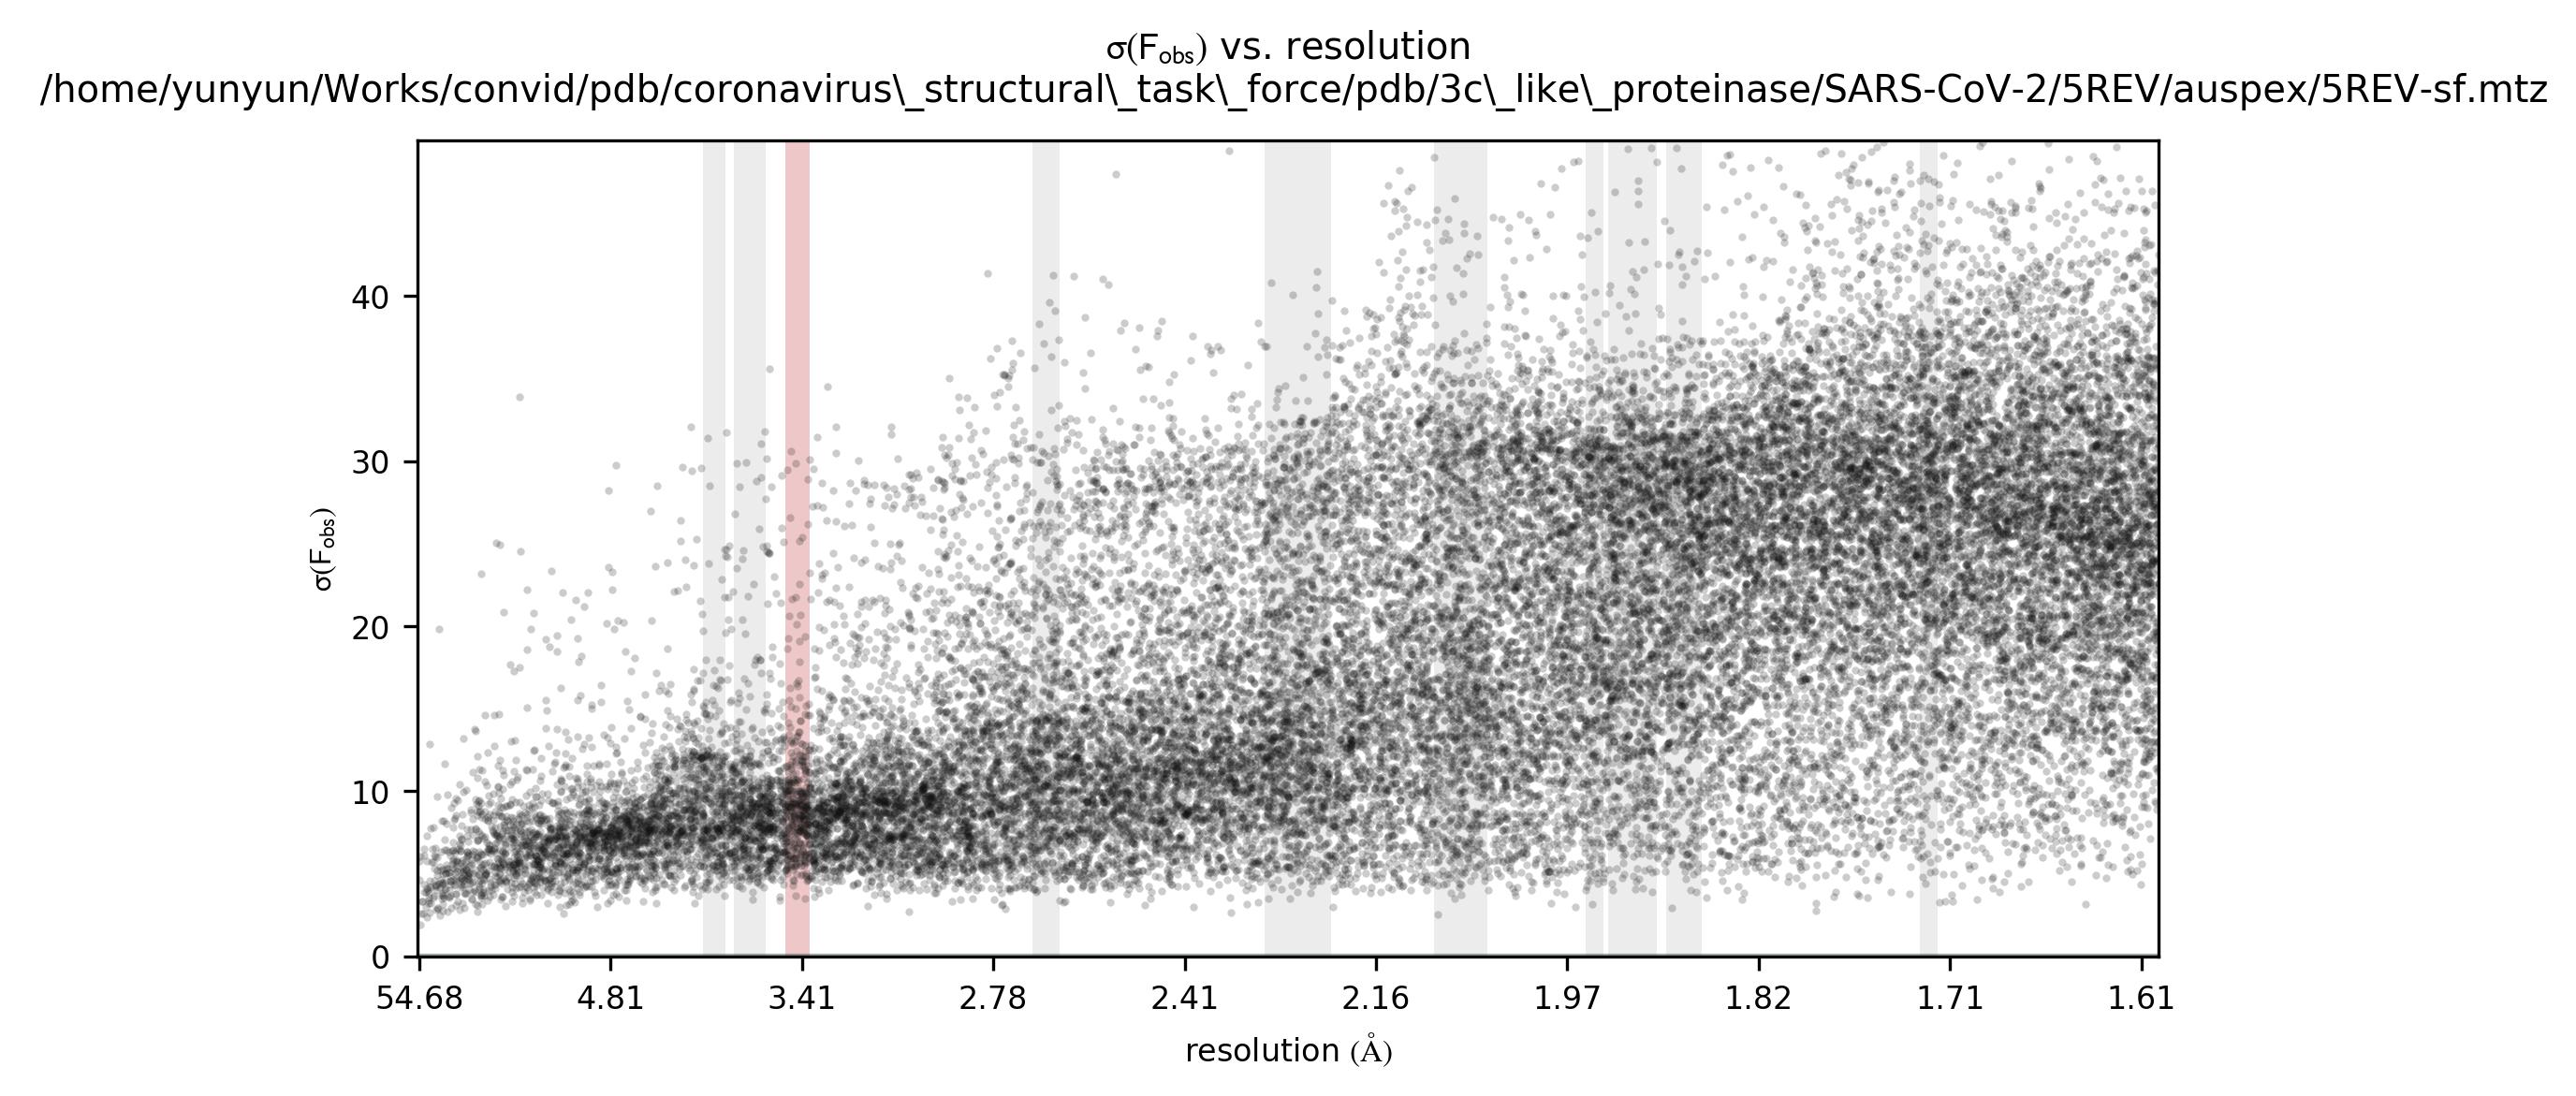 σ(Fobs) vs. resolution
/home/yunyun/Works/convid/pdb/coronavirus\_structural\_task\_force/pdb/3c\_like\_proteinase/SARS-CoV-2/5REV/auspex/5REV-sf.mtz
σ(Fobs)
40
30
20
10
0
54.68 4.81 3.41 2.78 2.41 2.16 1.97 1.82 1.71 1.61
resolution (Å)